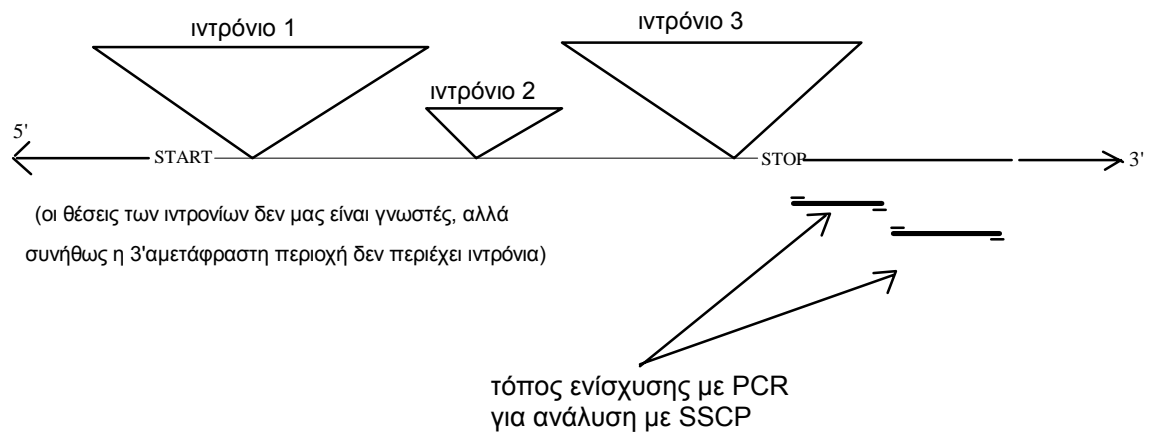 ιντρόνιο 1
ιντρόνιο 3
ιντρόνιο 2
5'
START
STOP
3'
(οι θέσεις των ιντρονίων δεν μας είναι γνωστές, αλλά
συνήθως η 3'αμετάφραστη περιοχή δεν περιέχει ιντρόνια)
τόπος ενίσχυσης με PCR
για ανάλυση με SSCP